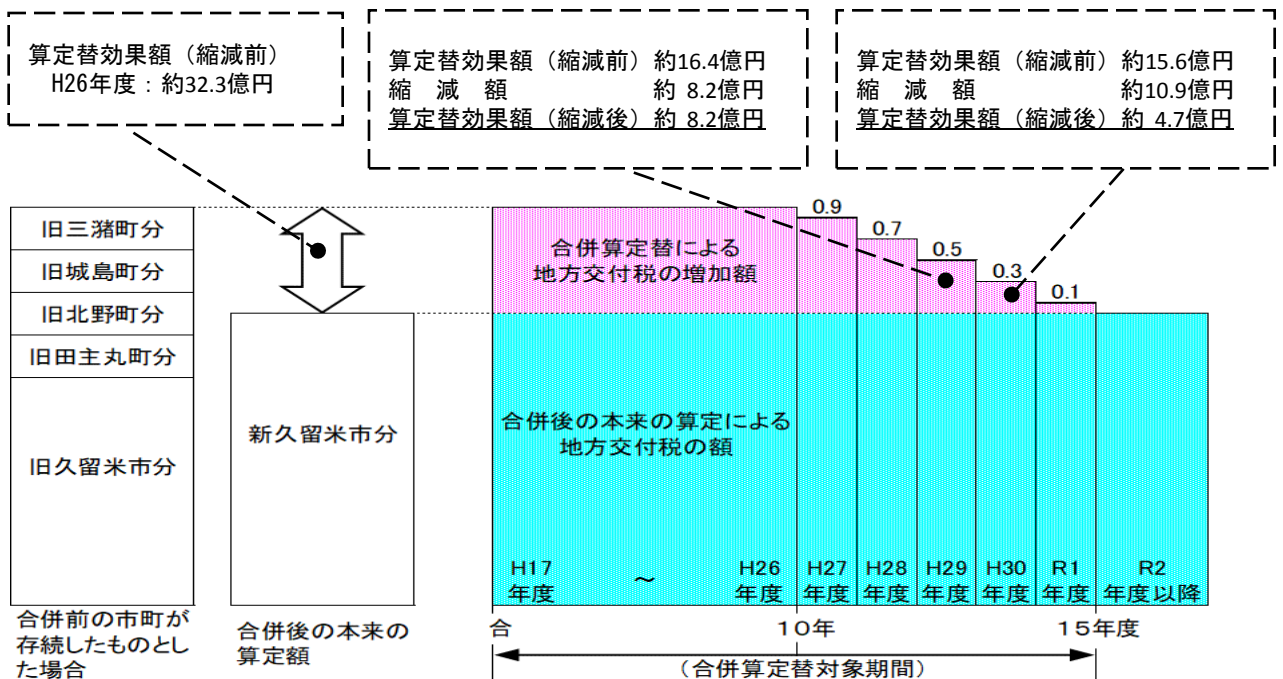 算定替効果額（縮減前）
H26年度：約32.3億円
算定替効果額（縮減前）約16.4億円
縮　減　額　　　　　　約 8.2億円
算定替効果額（縮減後）約 8.2億円
算定替効果額（縮減前）約15.6億円
縮　減　額　　　　　　約10.9億円
算定替効果額（縮減後）約 4.7億円
旧三潴町分
旧城島町分
旧北野町分
旧田主丸町分
旧久留米市分
合併前の市町が
存続したものとし
た場合
新久留米市分
合併後の本来の
算定額
合併算定替による
地方交付税の増加額
0.9
0.7
0.5
0.3
0.1
合併後の本来の算定による
地方交付税の額
H17
年度
～
H26
年度
H27
年度
H28
年度
H29
年度
H30
年度
R1
年度
R2
年度以降
合
10年
15年度
（合併算定替対象期間）